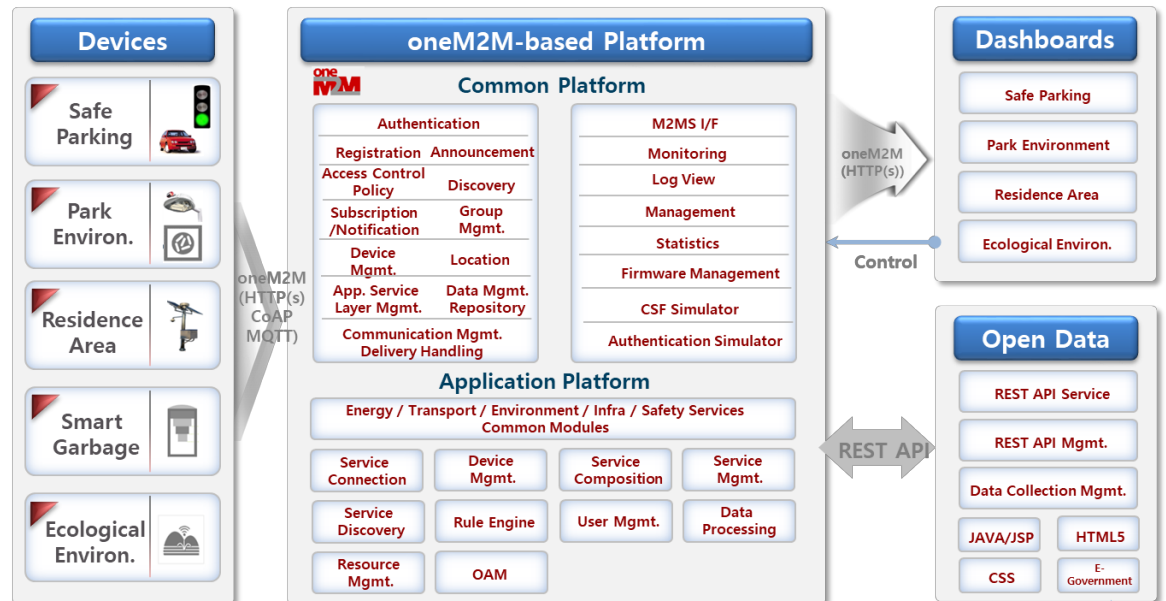 Devices
Safe
Parking
Park
Environ.
Residence
Area
Smart
Garbage
Ecological
Environ.
oneM2M
(HTTP(s)
CoAP
MQTT)
oneM2M-based Platform
one
M2M
Common Platform
Authentication
Registration Announcement
Access Control
Policy
Discovery
Subscription
/Notification
Group
Mgmt.
Device
Mgmt.
Location
App. Service
Layer Mgmt.
Data Mgmt.
Repository
Communication Mgmt.
Delivery Handling
M2MS I/F
Monitoring
Log View
Management
Statistics
Firmware Management
CSF Simulator
Authentication Simulator
Application Platform
Energy / Transport / Environment / Infra / Safety Services
Common Modules
Service
Connection
Device
Mgmt.
Service
Composition
Service
Mgmt.
Service
Discovery
Rule Engine
User Mgmt.
Data
Processing
Resource
Mgmt.
OAM
oneM2M
(HTTP(s))
Control
REST API
Dashboards
Safe Parking
Park Environment
Residence Area
Ecological Environ.
Open Data
REST API Service
REST API Mgmt.
Data Collection Mgmt.
JAVA/JSP
HTML5
CSS
E-
Government